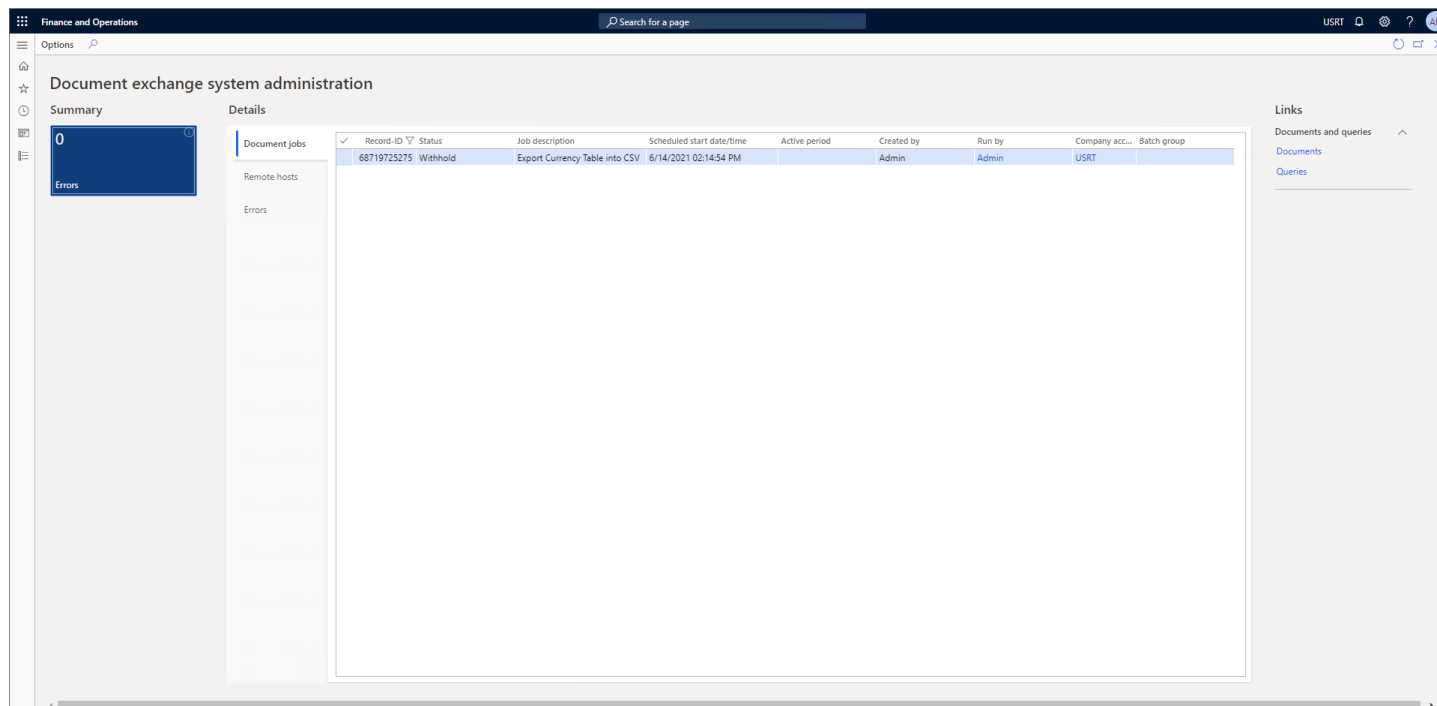 Finance and Operations
Search for a page
USRT
?
Options
Document exchange system administration
Summary
Details
Links
0
Errors
Document jobs
Remote hosts
Errors
Record-ID Status Job description Scheduled start date/time Active period Created by Run by Company acc... Batch group
68719725275 Withhold Export Currency Table into CSV 6/14/2021 02:14:54 PM Admin Admin USRT
Documents and queries
Documents
Queries